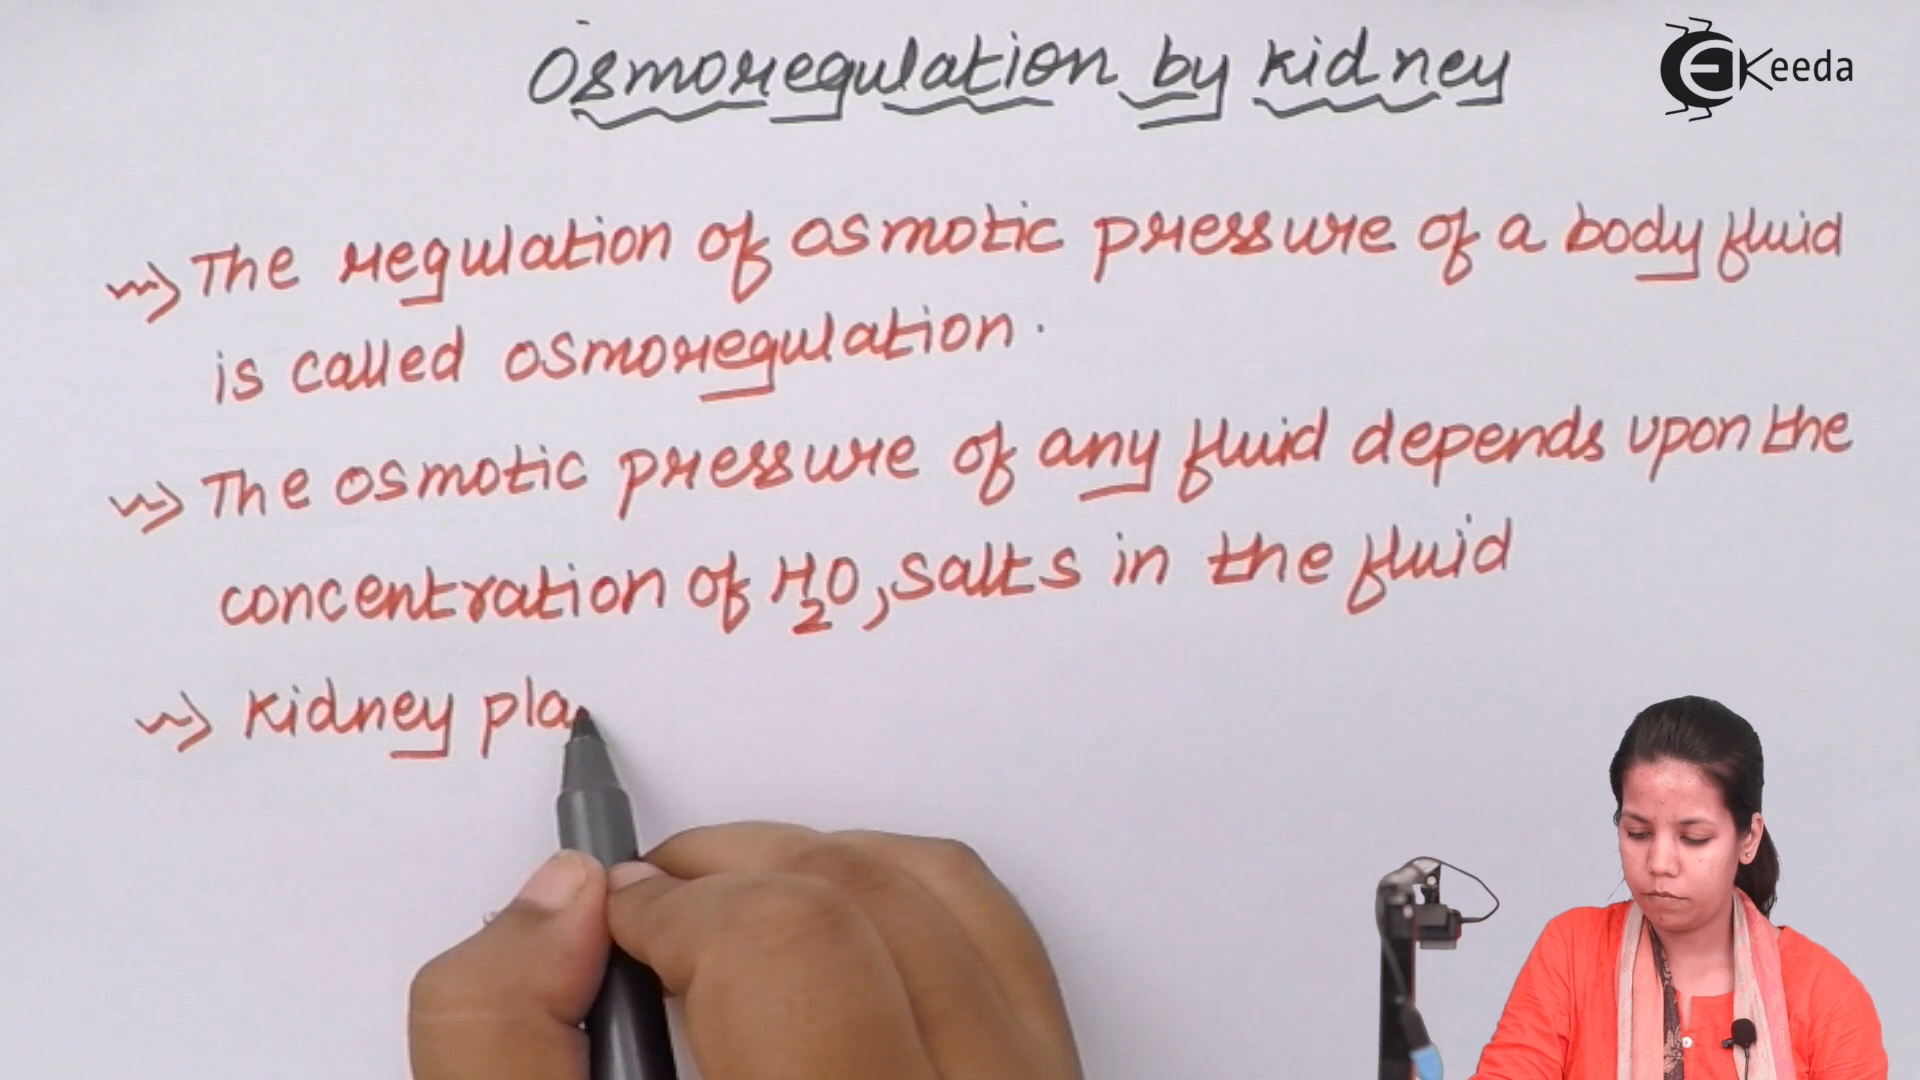 Osmoregulation by kidney
EKeeda
The regulation of osmotic pressure of a body fluid
is called osmoregulation.
The osmotic pressure of any fluid depends upon the
concentration of H₂O, salts in the fluid
Kidney pla